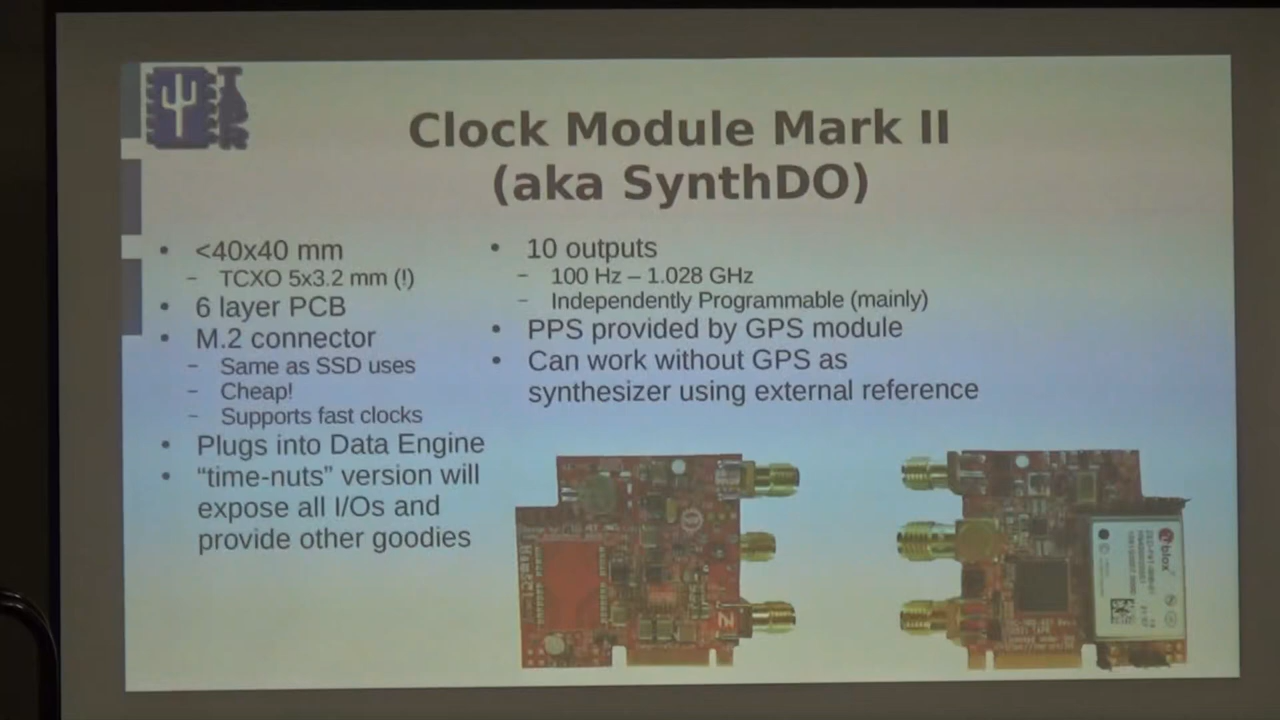 Clock Module Mark II
(aka SynthDO)
• <40x40 mm
– TCXO 5x3.2 mm (!)
• 6 layer PCB
• M.2 connector
– Same as SSD uses
– Cheap!
– Supports fast clocks
• Plugs into Data Engine
• “time-nuts” version will
expose all I/Os and
provide other goodies
• 10 outputs
– 100 Hz – 1.028 GHz
– Independently Programmable (mainly)
• PPS provided by GPS module
• Can work without GPS as
synthesizer using external reference
blox